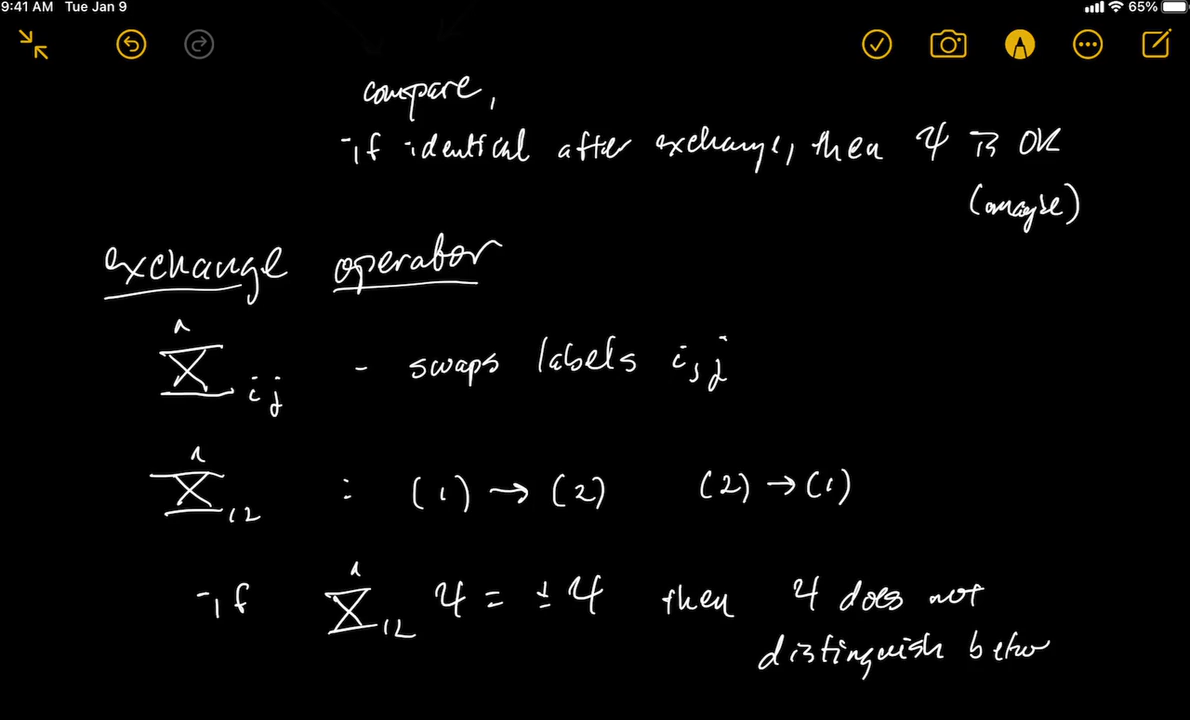 9:41 AM Tue Jan 9 65%
compare,
if identical after exchange, then Ψ is OK
(maybe)
exchange operator
X̂ij - swaps labels i,j
X̂12 : (1) → (2) (2) → (1)
if X̂12 Ψ = ± Ψ then Ψ does not
distinguish betw